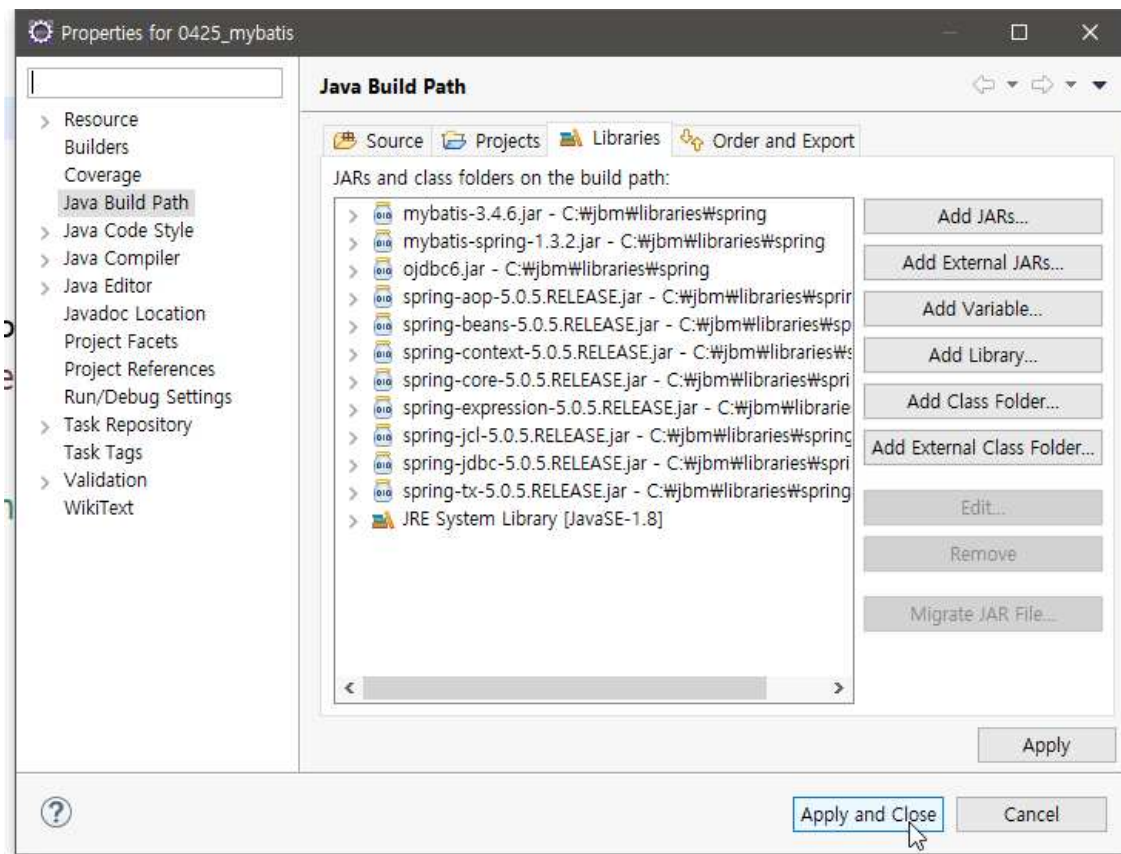 Properties for 0425_mybatis
Java Build Path
Resource
Builders
Coverage
Java Build Path
Java Code Style
Java Compiler
Java Editor
Javadoc Location
Project Facets
Project References
Run/Debug Settings
Task Repository
Task Tags
Validation
WikiText
Source Projects Libraries Order and Export
JARs and class folders on the build path:
mybatis-3.4.6.jar - C:₩jbm₩libraries₩spring
mybatis-spring-1.3.2.jar - C:₩jbm₩libraries₩spring
ojdbc6.jar - C:₩jbm₩libraries₩spring
spring-aop-5.0.5.RELEASE.jar - C:₩jbm₩libraries₩sprir
spring-beans-5.0.5.RELEASE.jar - C:₩jbm₩libraries₩sp
spring-context-5.0.5.RELEASE.jar - C:₩jbm₩libraries₩s
spring-core-5.0.5.RELEASE.jar - C:₩jbm₩libraries₩spri
spring-expression-5.0.5.RELEASE.jar - C:₩jbm₩librarie
spring-jcl-5.0.5.RELEASE.jar - C:₩jbm₩libraries₩spring
spring-jdbc-5.0.5.RELEASE.jar - C:₩jbm₩libraries₩spri
spring-tx-5.0.5.RELEASE.jar - C:₩jbm₩libraries₩spring
JRE System Library [JavaSE-1.8]
Add JARs...
Add External JARs...
Add Variable...
Add Library...
Add Class Folder...
Add External Class Folder...
Edit...
Remove
Migrate JAR File...
Apply
Apply and Close
Cancel